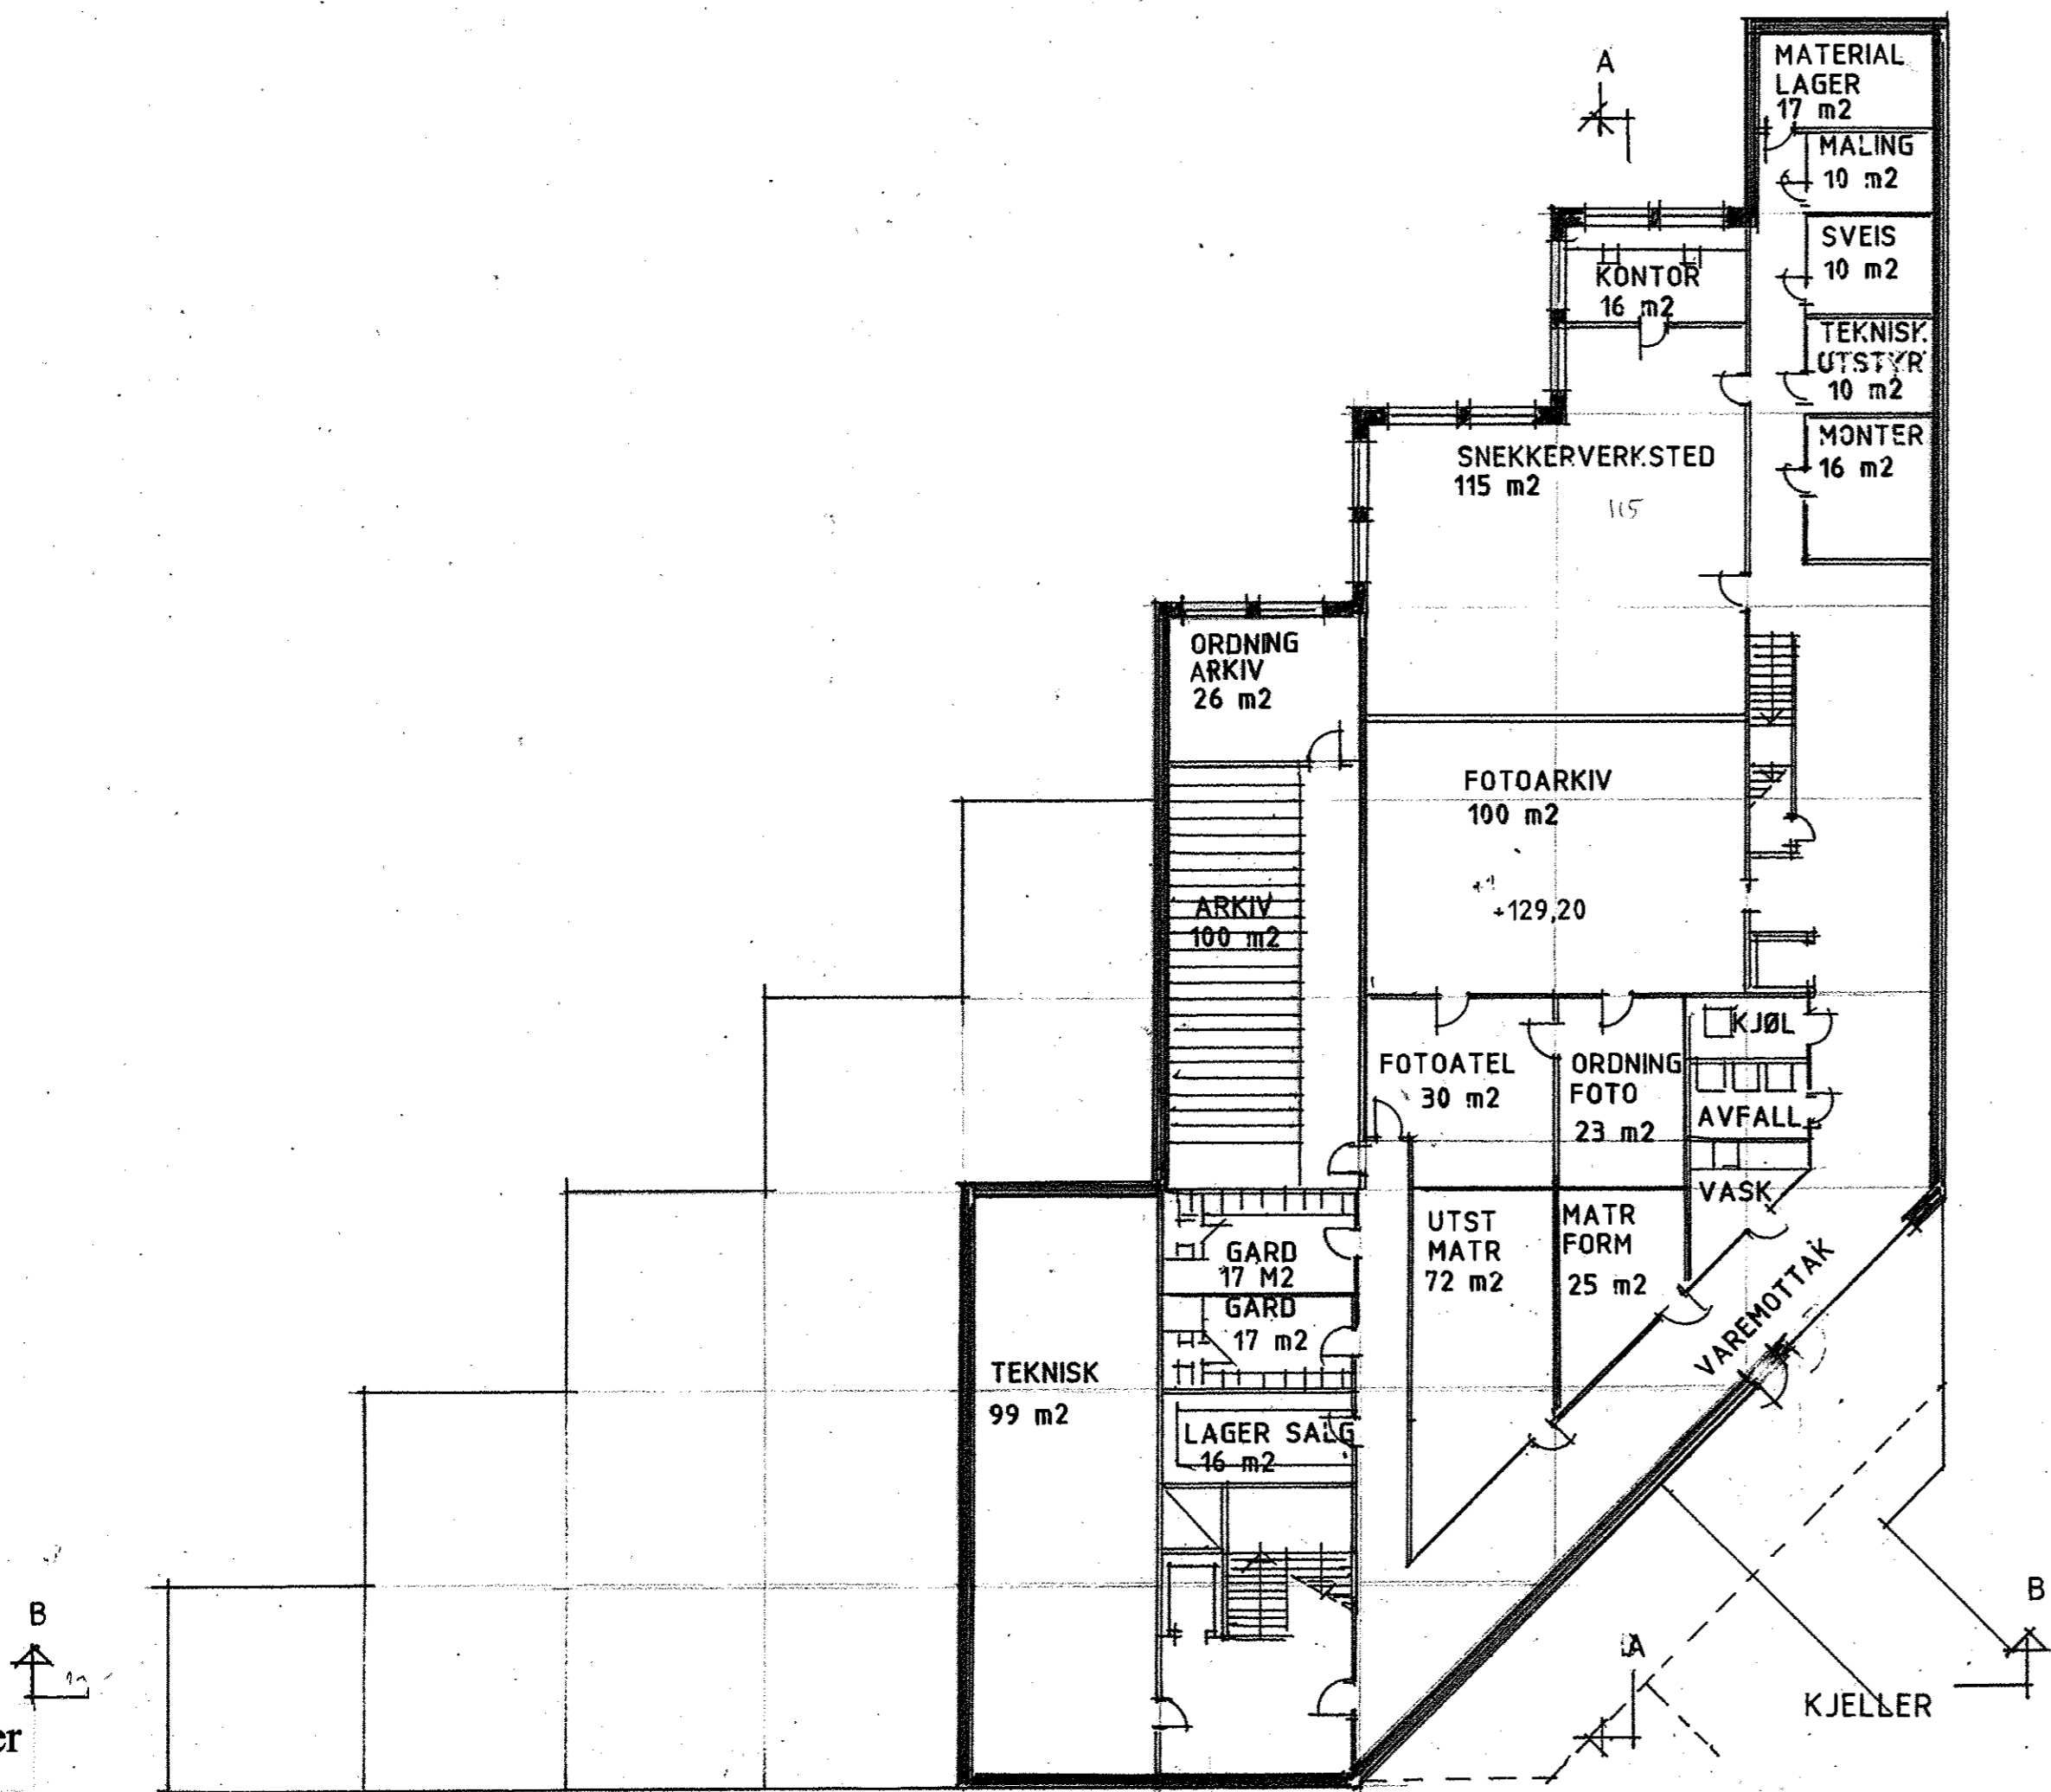 A
MATERIAL
LAGER
17 m2
MALING
10 m2
SVEIS
10 m2
KONTOR
16 m2
TEKNISK
UTSTYR
10 m2
MONTER
16 m2
SNEKKERVERKSTED
115 m2
115
ORDNING
ARKIV
26 m2
FOTOARKIV
100 m2
+129,20
ARKIV
100 m2
KJØL
FOTOATEL
30 m2
ORDNING
FOTO
23 m2
AVFALL
VASK
UTST
MATR
72 m2
MATR
FORM
25 m2
GARD
17 M2
GARD
17 m2
VAREMOTTAK
TEKNISK
99 m2
LAGER SALG
16 m2
B
B
A
KJELLER
er